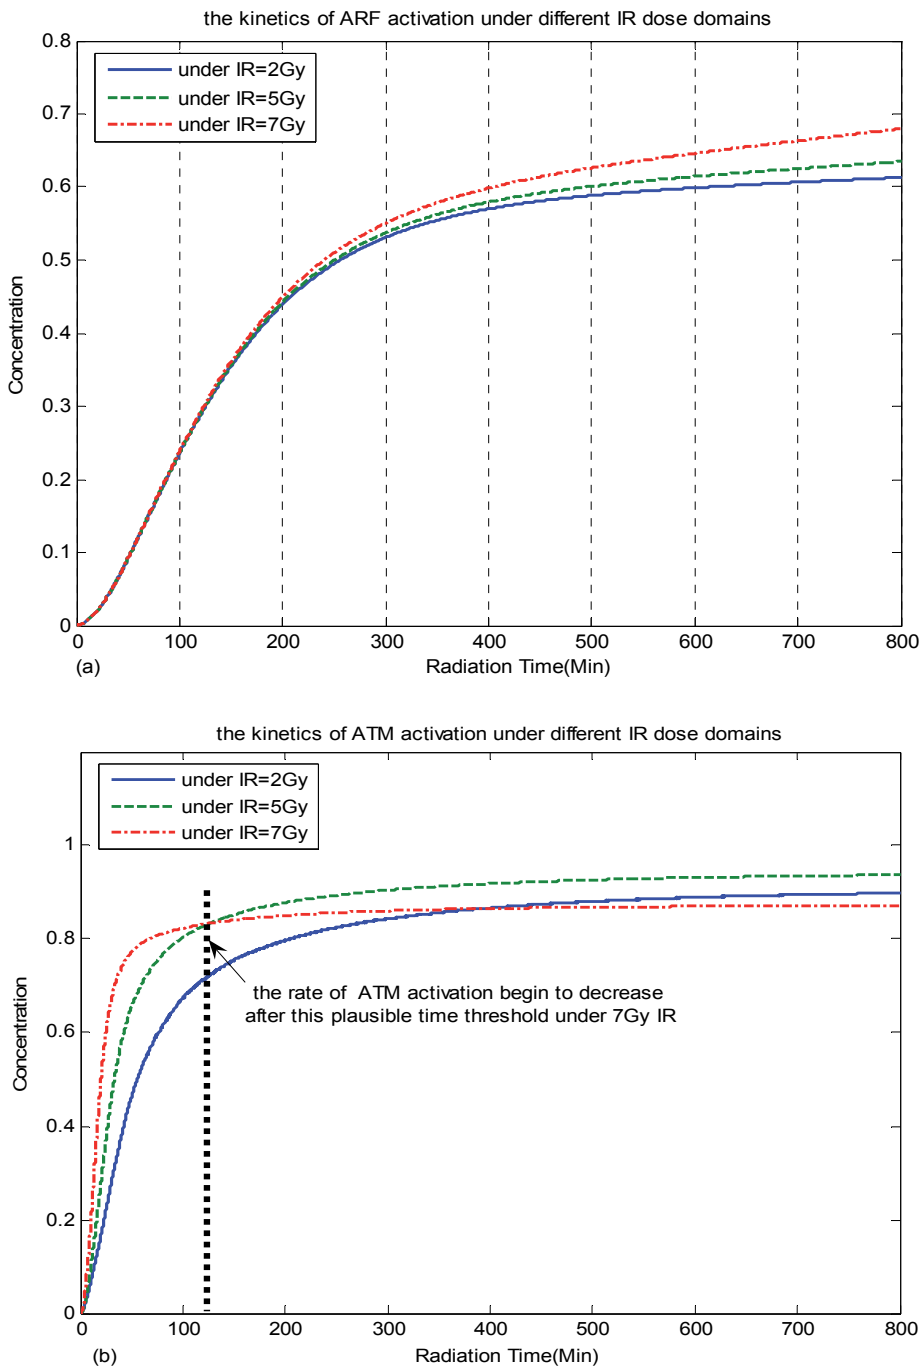 the kinetics of ARF activation under different IR dose domains
0.8
0.7
0.6
0.5
0.4
0.3
0.2
0.1
0
Concentration
under IR=2Gy
under IR=5Gy
under IR=7Gy
0 100 200 300 400 500 600 700 800
(a) Radiation Time(Min)
the kinetics of ATM activation under different IR dose domains
1
0.8
0.6
0.4
0.2
0
Concentration
under IR=2Gy
under IR=5Gy
under IR=7Gy
the rate of ATM activation begin to decrease
after this plausible time threshold under 7Gy IR
0 100 200 300 400 500 600 700 800
(b) Radiation Time(Min)